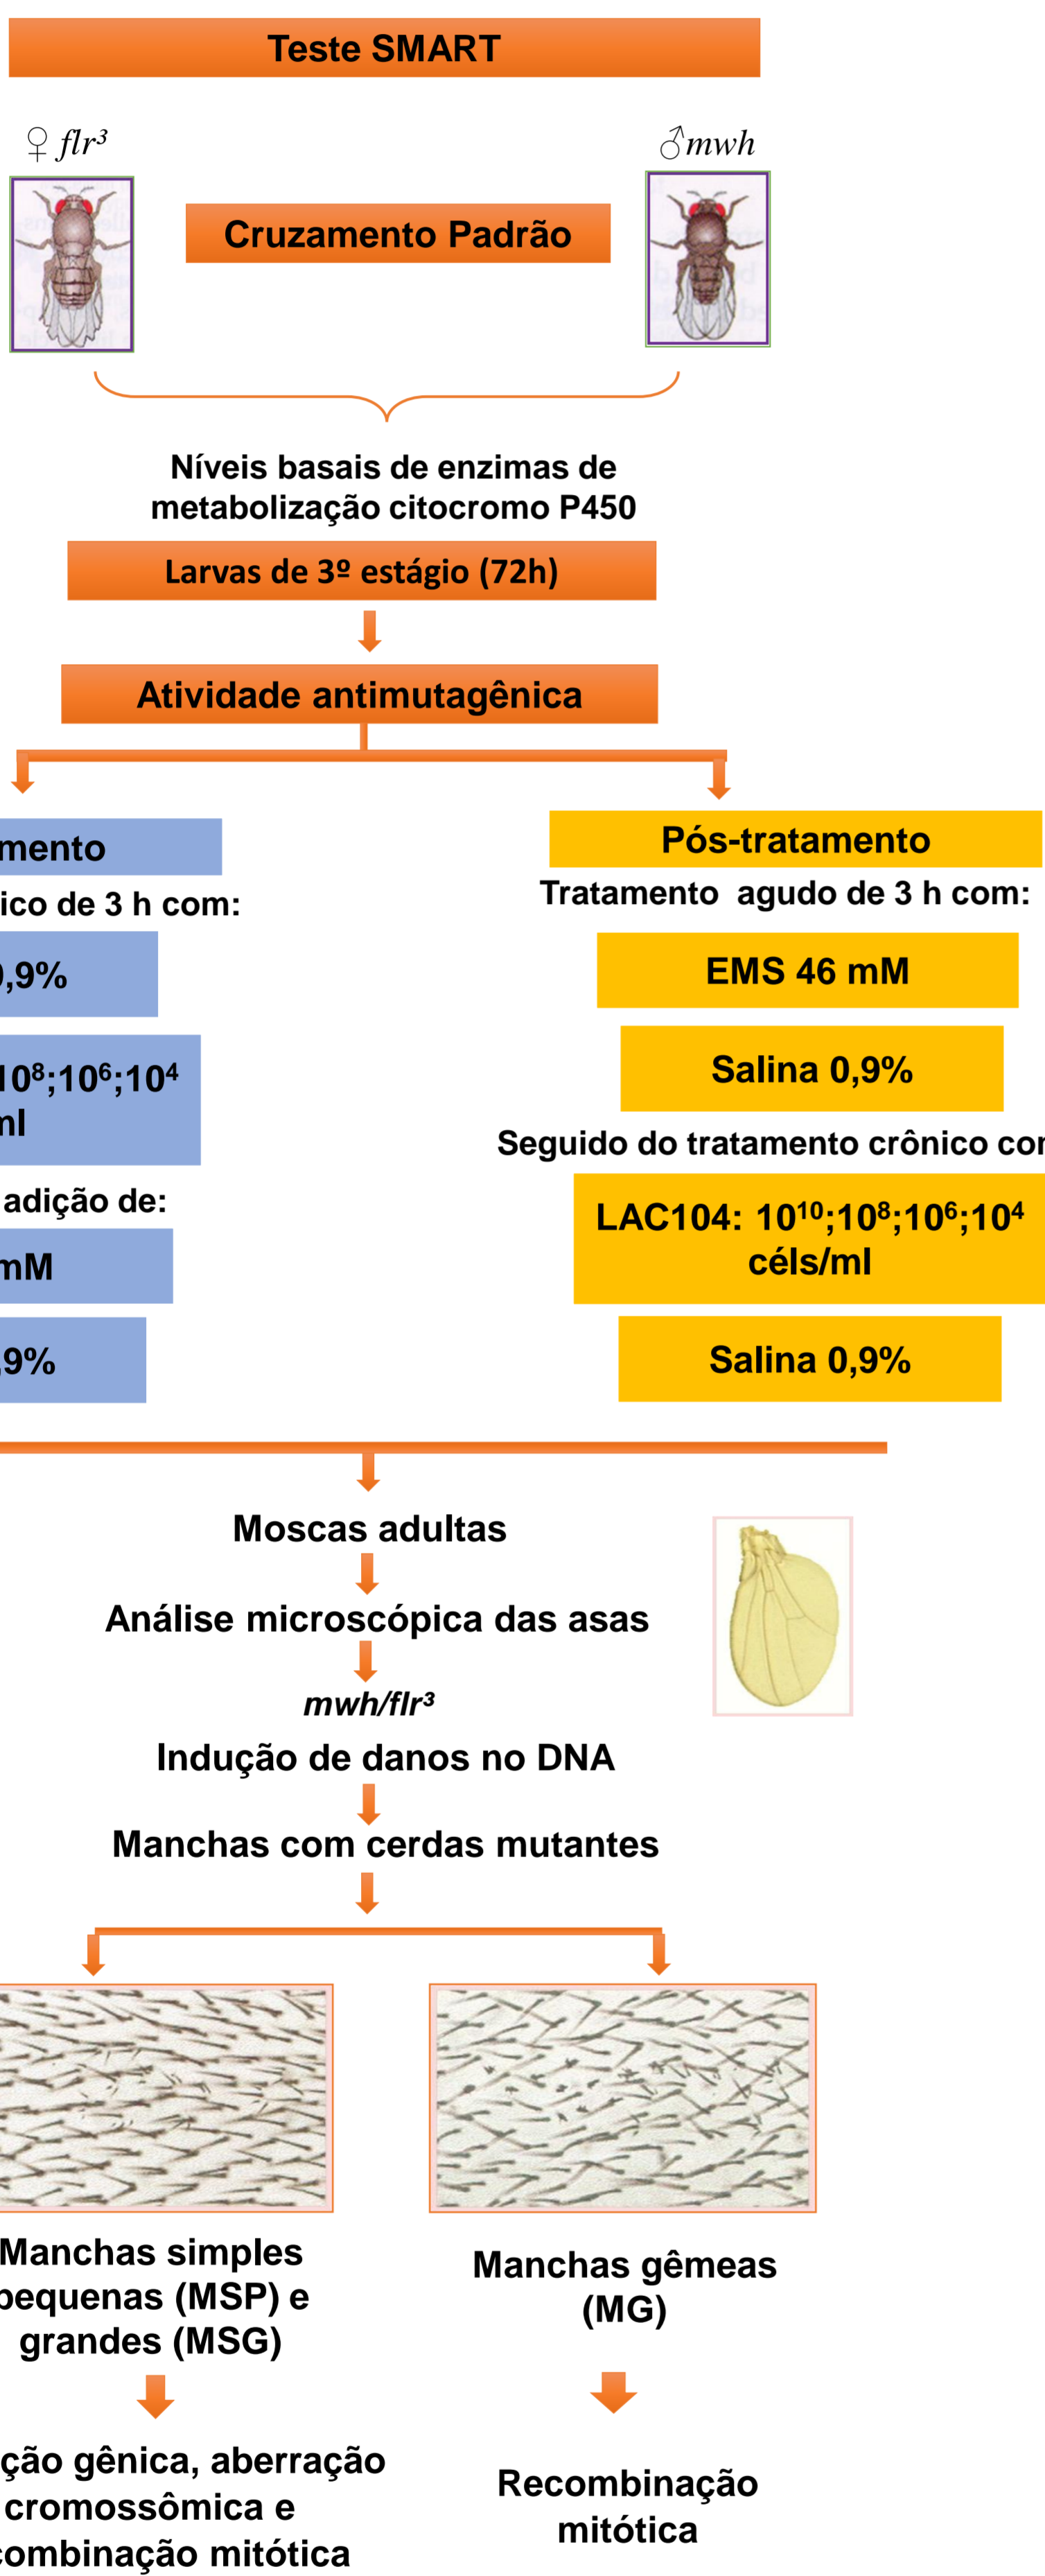 Teste SMART
♀ flr³
♂mwh
Cruzamento Padrão
Níveis basais de enzimas de
metabolização citocromo P450
Larvas de 3º estágio (72h)
Atividade antimutagênica
mento
ico de 3 h com:
,9%
10⁸;10⁶;10⁴
ml
adição de:
mM
,9%
Pós-tratamento
Tratamento agudo de 3 h com:
EMS 46 mM
Salina 0,9%
Seguido do tratamento crônico co
LAC104: 10¹⁰;10⁸;10⁶;10⁴
céls/ml
Salina 0,9%
Moscas adultas
Análise microscópica das asas
mwh/flr³
Indução de danos no DNA
Manchas com cerdas mutantes
Manchas simples
pequenas (MSP) e
grandes (MSG)
Manchas gêmeas
(MG)
ção gênica, aberração
cromossômica e
combinação mitótica
Recombinação
mitótica